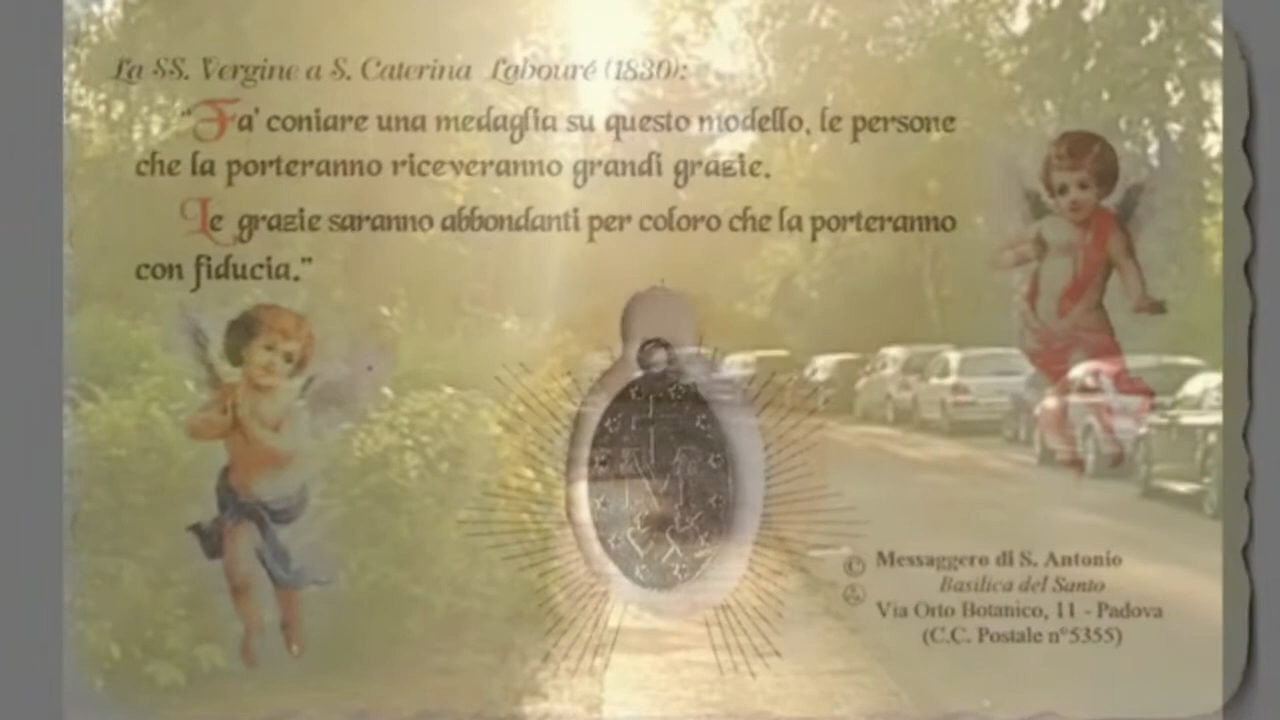 La SS. Vergine a S. Caterina Labouré (1830):
"Fa' coniare una medaglia su questo modello, le persone
che la porteranno riceveranno grandi grazie.
Le grazie saranno abbondanti per coloro che la porteranno
con fiducia."
© Messaggero di S. Antonio
Basilica del Santo
Via Orto Botanico, 11 - Padova
(C.C. Postale n°5355)